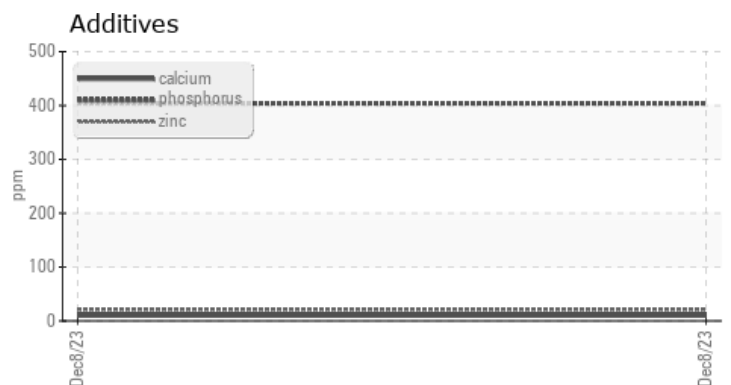 Additives
500
calcium
phosphorus
zinc
400
300
200
100
0
ppm
Dec8/23
Dec8/23